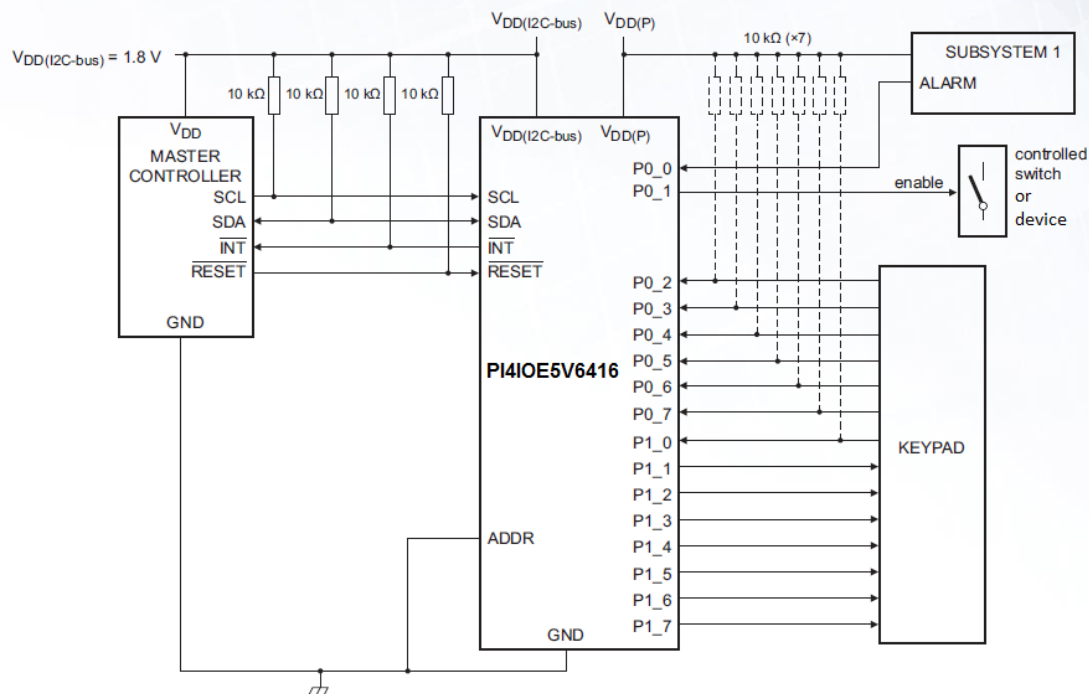 VDD(I2C-bus) = 1.8 V
VDD(I2C-bus)
VDD(P)
10 kΩ
10 kΩ
10 kΩ
10 kΩ
10 kΩ (×7)
VDD
MASTER
CONTROLLER
SCL
SDA
INT
RESET
GND
VDD(I2C-bus)
VDD(P)
SCL
SDA
INT
RESET
PI4IOE5V6416
ADDR
GND
P0_0
P0_1
P0_2
P0_3
P0_4
P0_5
P0_6
P0_7
P1_0
P1_1
P1_2
P1_3
P1_4
P1_5
P1_6
P1_7
SUBSYSTEM 1
ALARM
enable
controlled
switch
or
device
KEYPAD